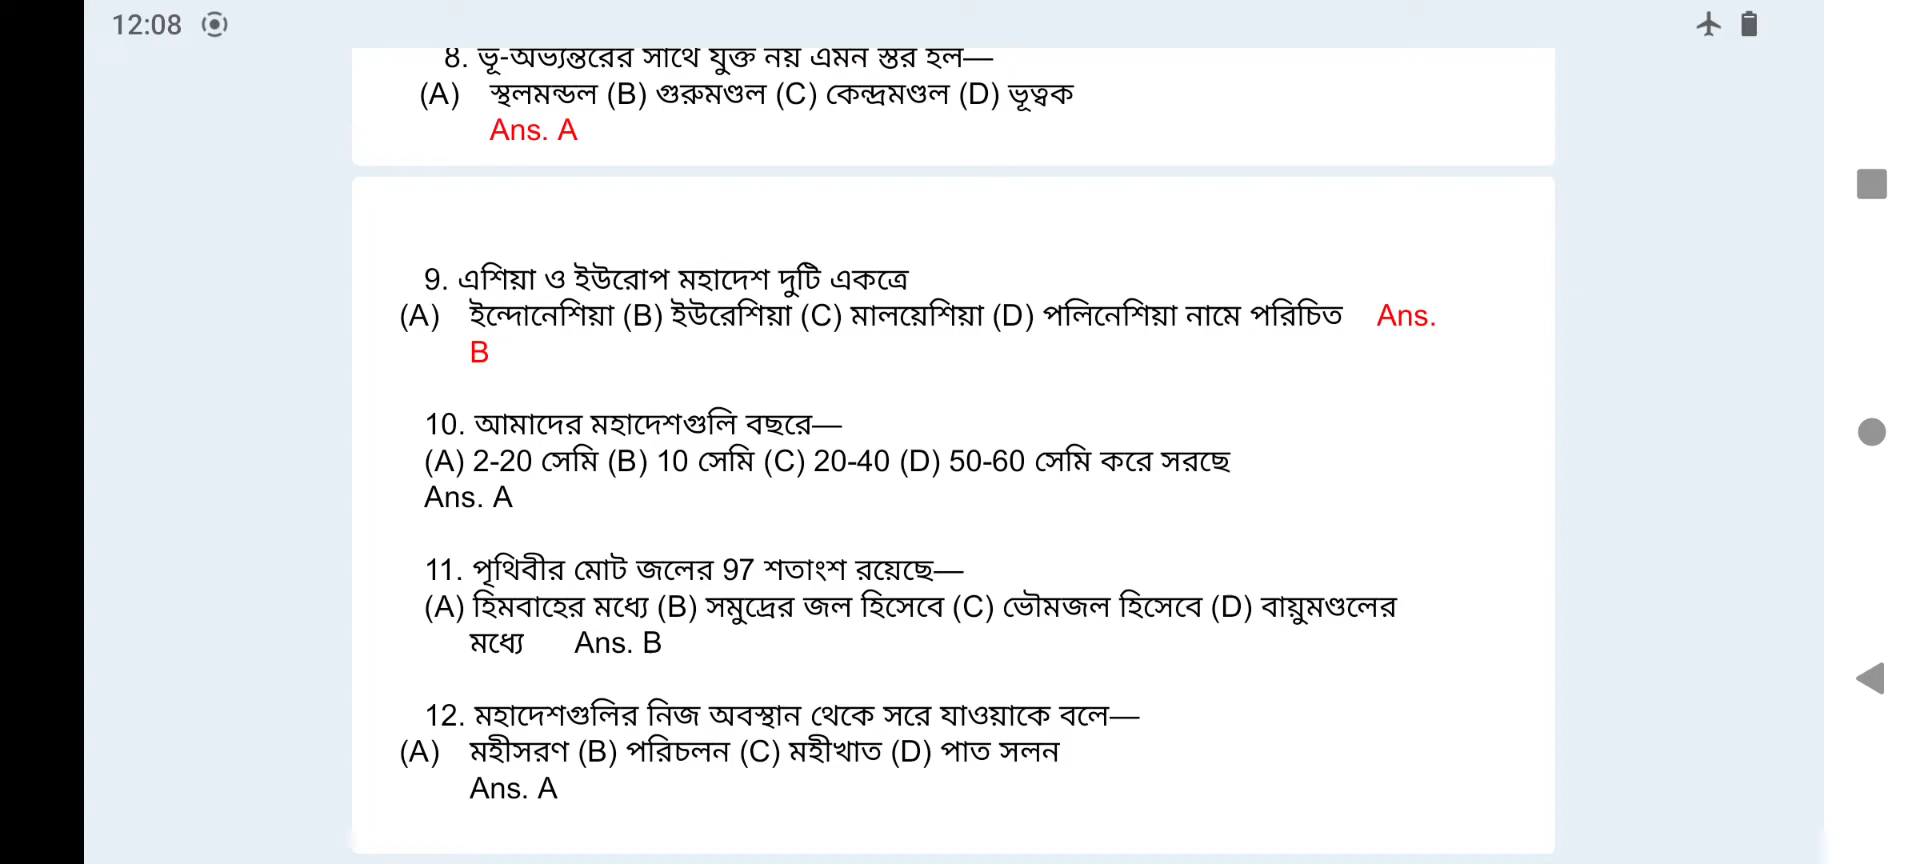 12:08
8. ভূ-অভ্যন্তরের সাথে যুক্ত নয় এমন স্তর হল—
(A) স্থলমন্ডল (B) গুরুমণ্ডল (C) কেন্দ্রমণ্ডল (D) ভূত্বক
Ans. A
9. এশিয়া ও ইউরোপ মহাদেশ দুটি একত্রে
(A) ইন্দোনেশিয়া (B) ইউরেশিয়া (C) মালয়েশিয়া (D) পলিনেশিয়া নামে পরিচিত Ans.
B
10. আমাদের মহাদেশগুলি বছরে—
(A) 2-20 সেমি (B) 10 সেমি (C) 20-40 (D) 50-60 সেমি করে সরছে
Ans. A
11. পৃথিবীর মোট জলের 97 শতাংশ রয়েছে—
(A) হিমবাহের মধ্যে (B) সমুদ্রের জল হিসেবে (C) ভৌমজল হিসেবে (D) বায়ুমণ্ডলের
মধ্যে Ans. B
12. মহাদেশগুলির নিজ অবস্থান থেকে সরে যাওয়াকে বলে—
(A) মহীসরণ (B) পরিচলন (C) মহীখাত (D) পাত সলন
Ans. A